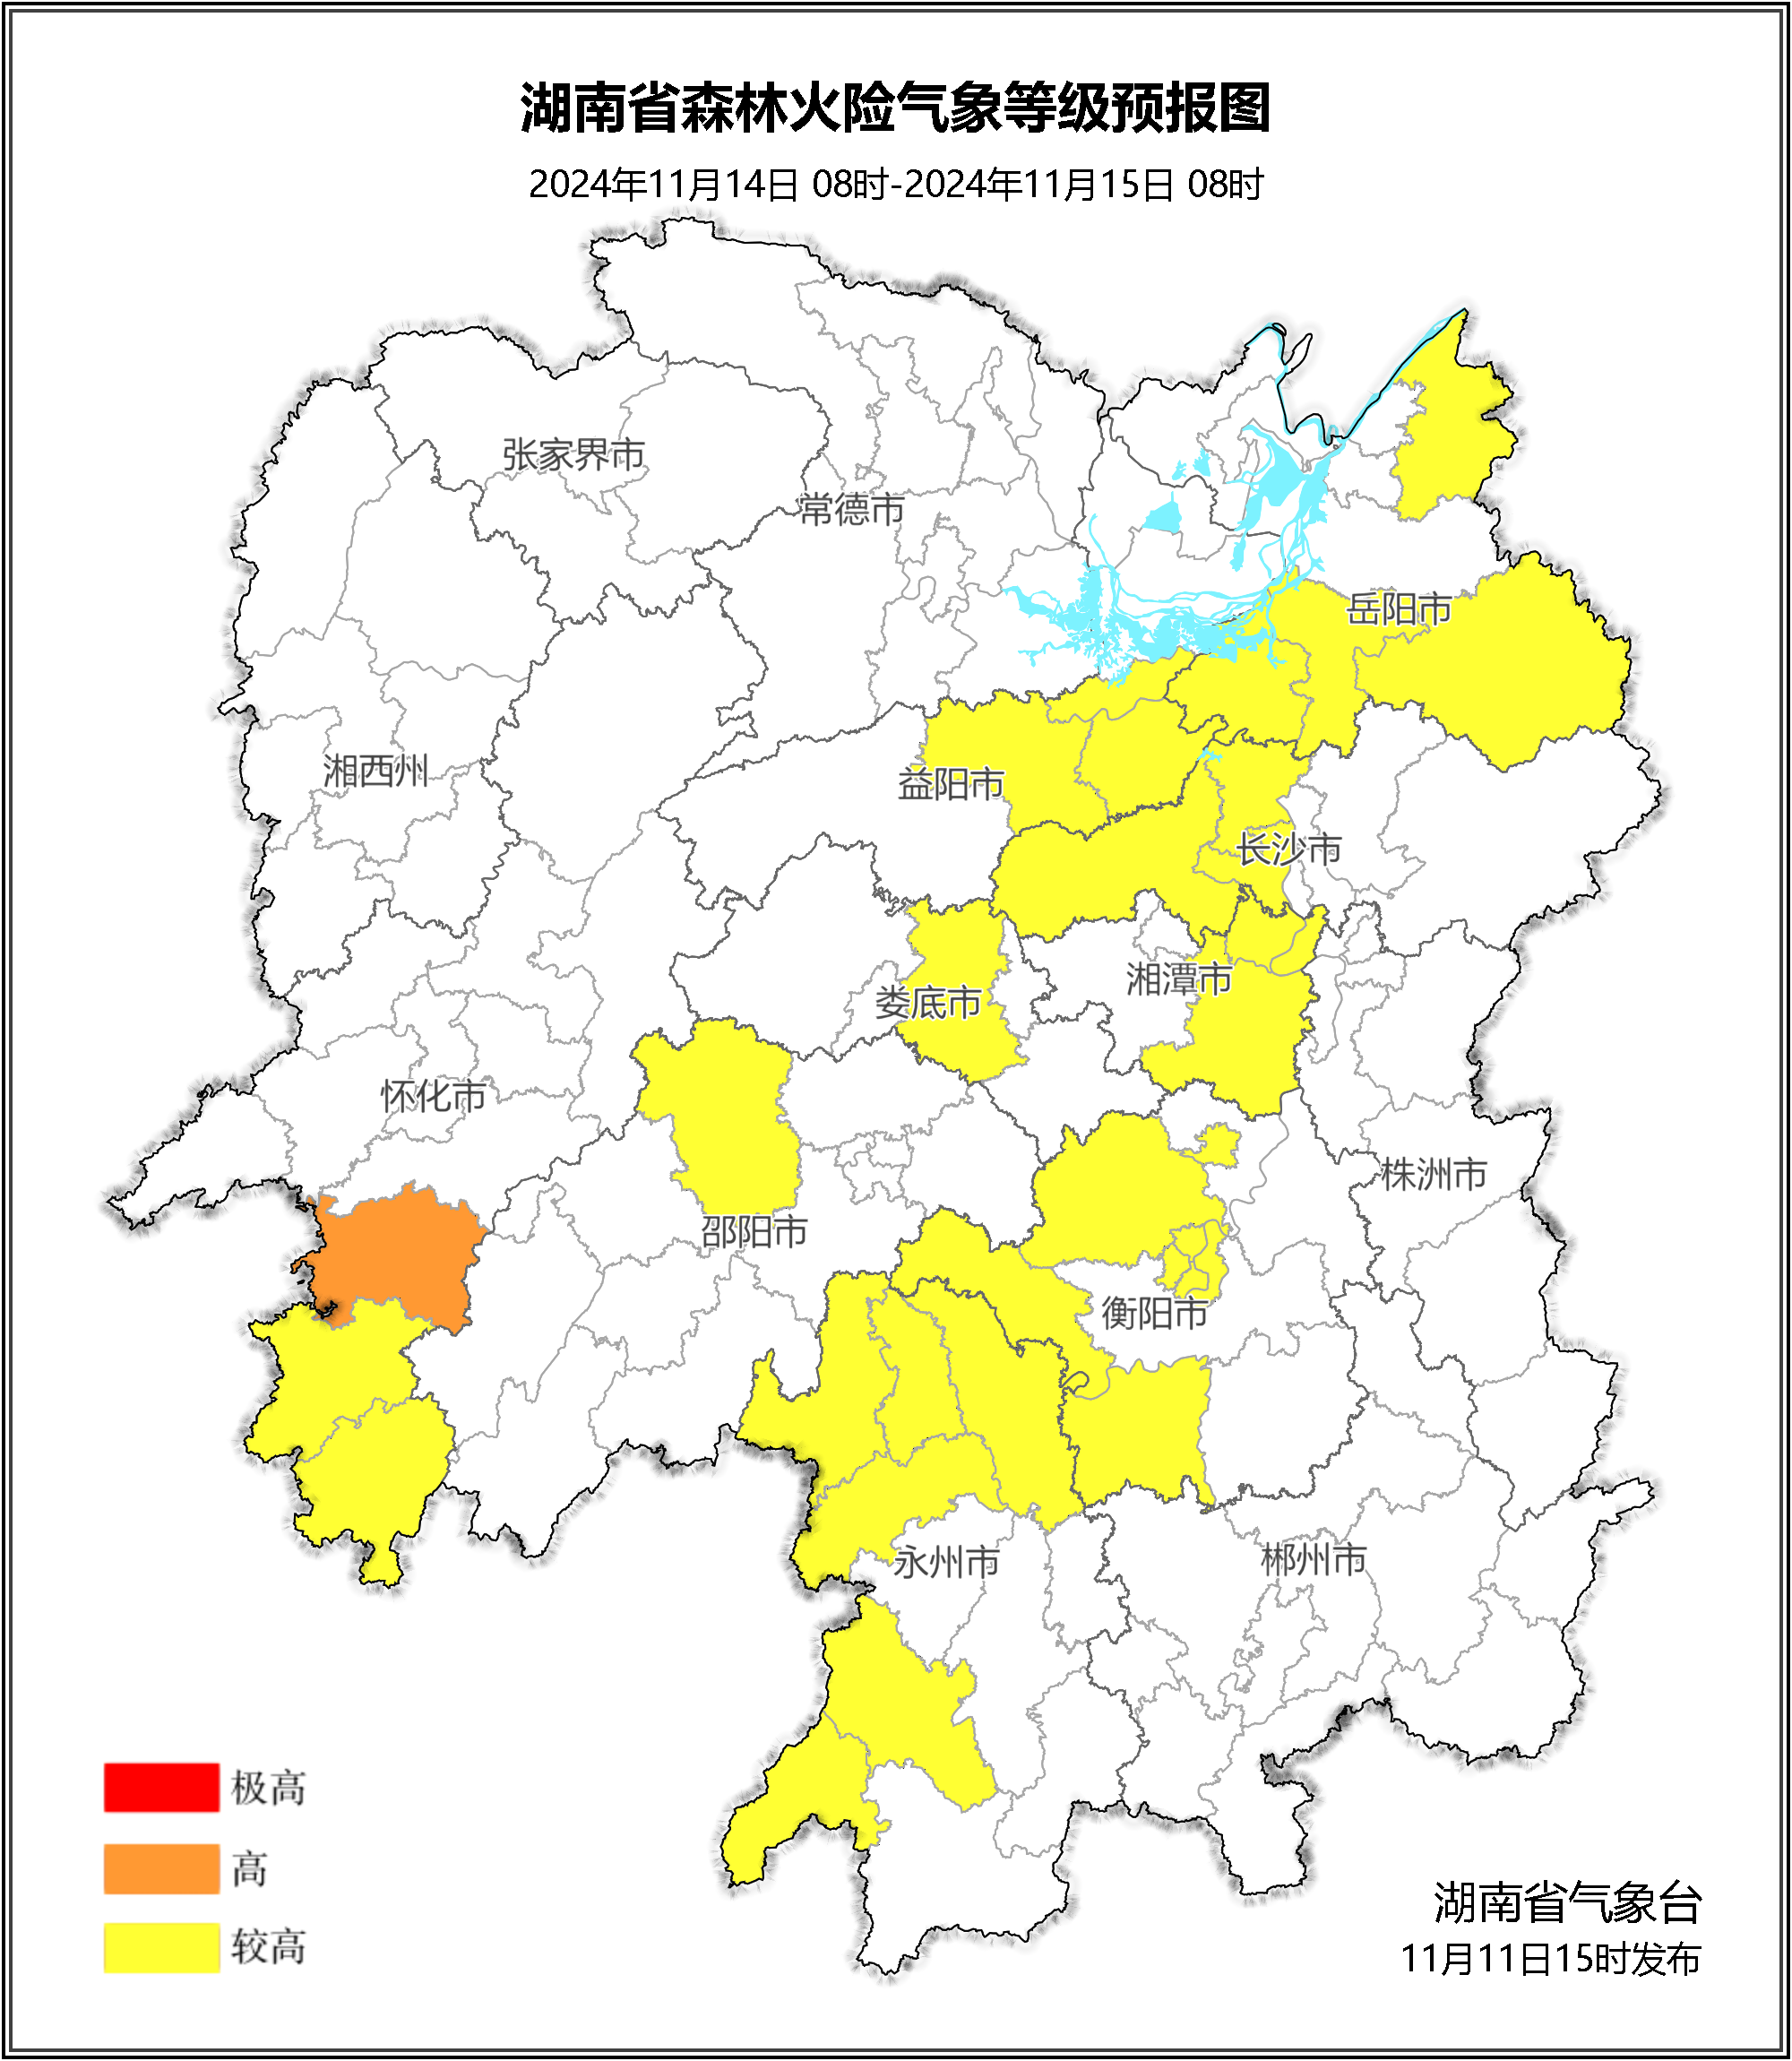 湖南省森林火险气象等级预报图
2024年11月14日 08时-2024年11月15日 08时
张家界市
常德市
岳阳市
湘西州
益阳市
长沙市
湘潭市
娄底市
怀化市
株洲市
邵阳市
衡阳市
永州市
郴州市
极高
高
较高
湖南省气象台
11月11日15时发布